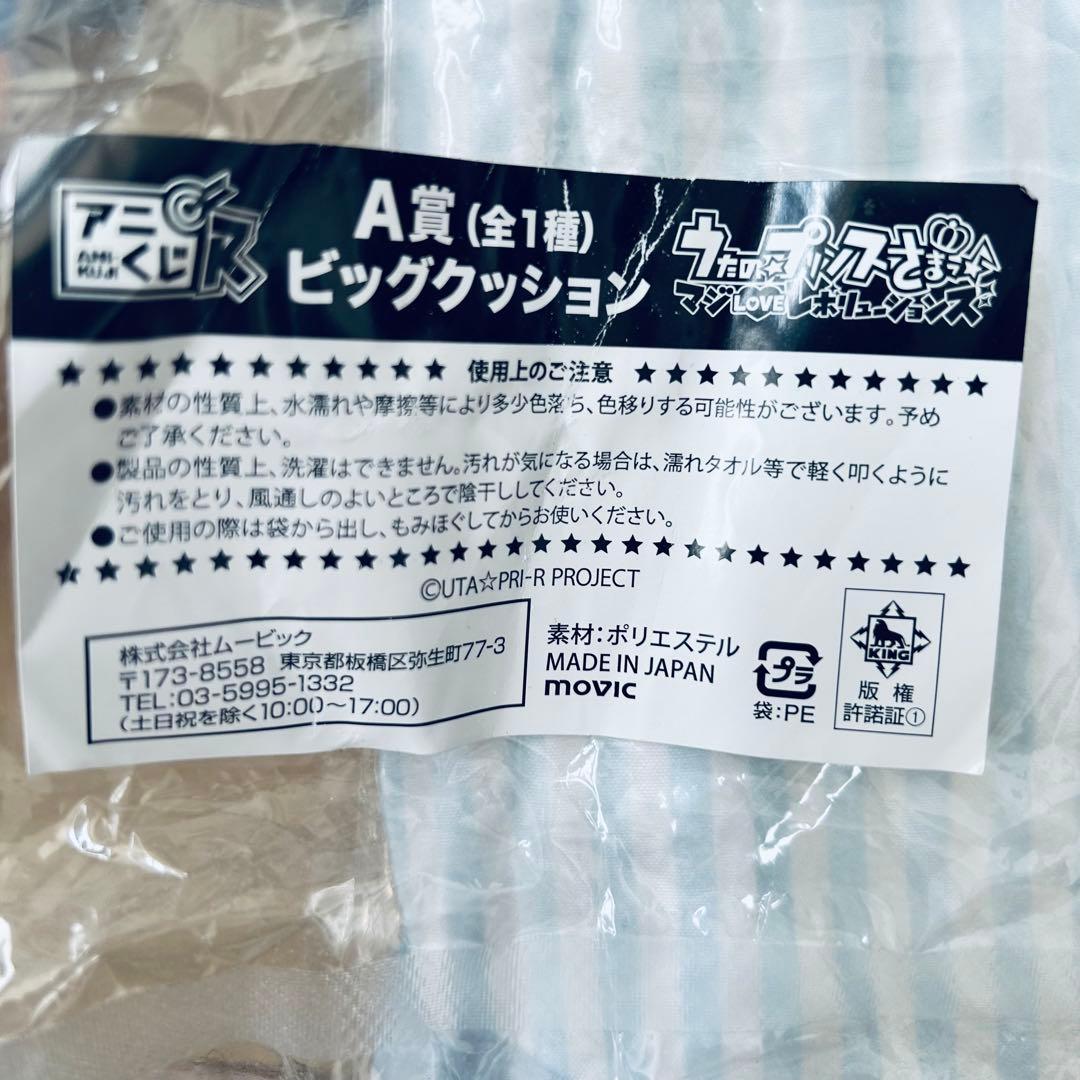 アニくじR
ANI-KUJI
A賞(全1種)
ビッグクッション
うたの☆プリンスさまっ♪
マジLOVEレボリューションズ
★★★★★★★★★★★ 使用上のご注意 ★★★★★★★★★★★★
●素材の性質上、水濡れや摩擦等により多少色落ち、色移りする可能性がございます。予め
ご了承ください。
●製品の性質上、洗濯はできません。汚れが気になる場合は、濡れタオル等で軽く叩くように
汚れをとり、風通しのよいところで陰干ししてください。
●ご使用の際は袋から出し、もみほぐしてからお使いください。
©UTA☆PRI-R PROJECT
株式会社ムービック
〒173-8558 東京都板橋区弥生町77-3
TEL:03-5995-1332
(土日祝を除く10:00～17:00)
素材:ポリエステル
MADE IN JAPAN
movic
プラ
袋:PE
KING
版権
許諾証①